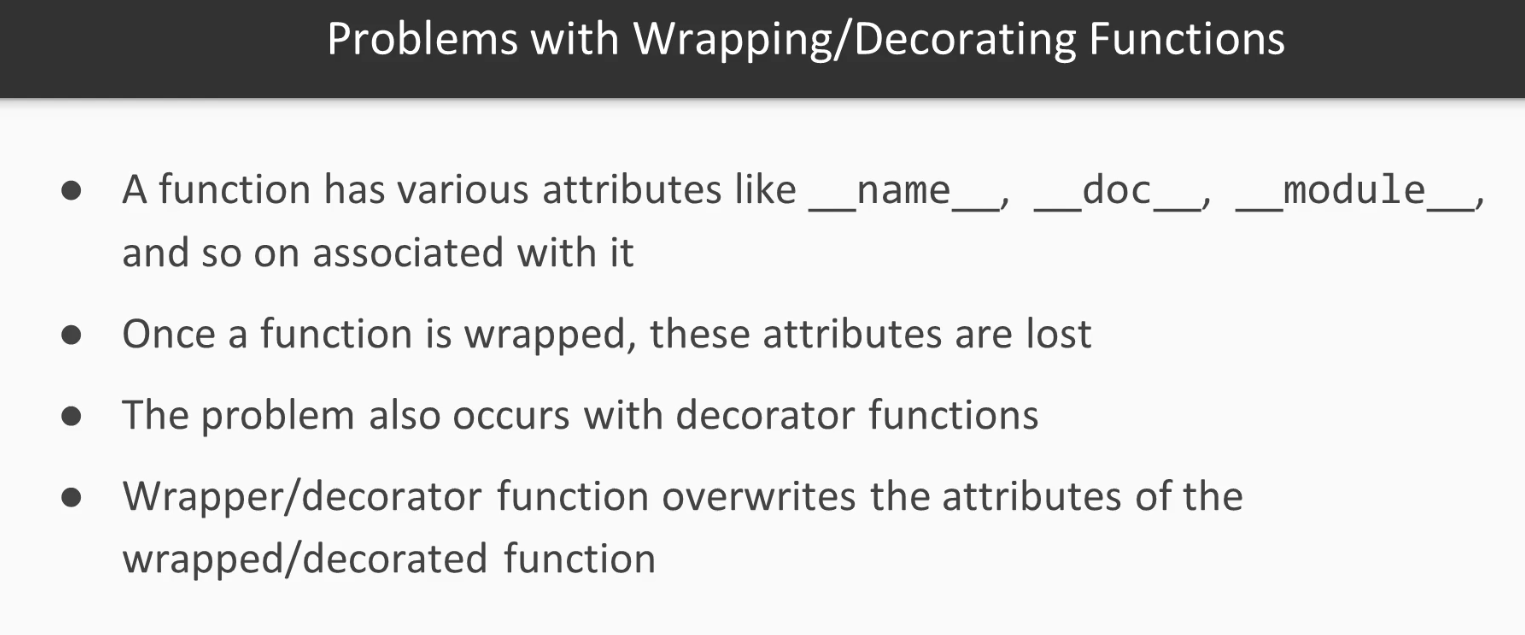 Problems with Wrapping/Decorating Functions
● A function has various attributes like __name__, __doc__, __module__,
and so on associated with it
● Once a function is wrapped, these attributes are lost
● The problem also occurs with decorator functions
● Wrapper/decorator function overwrites the attributes of the
wrapped/decorated function